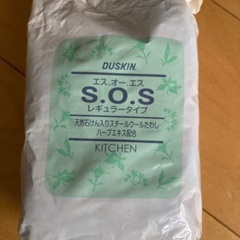 DUSKIN.
エス.オー.エス
S.O.S
レギュラータイプ
天然石けん入りスチールウールたわし
ハーブエキス配合
KITCHEN